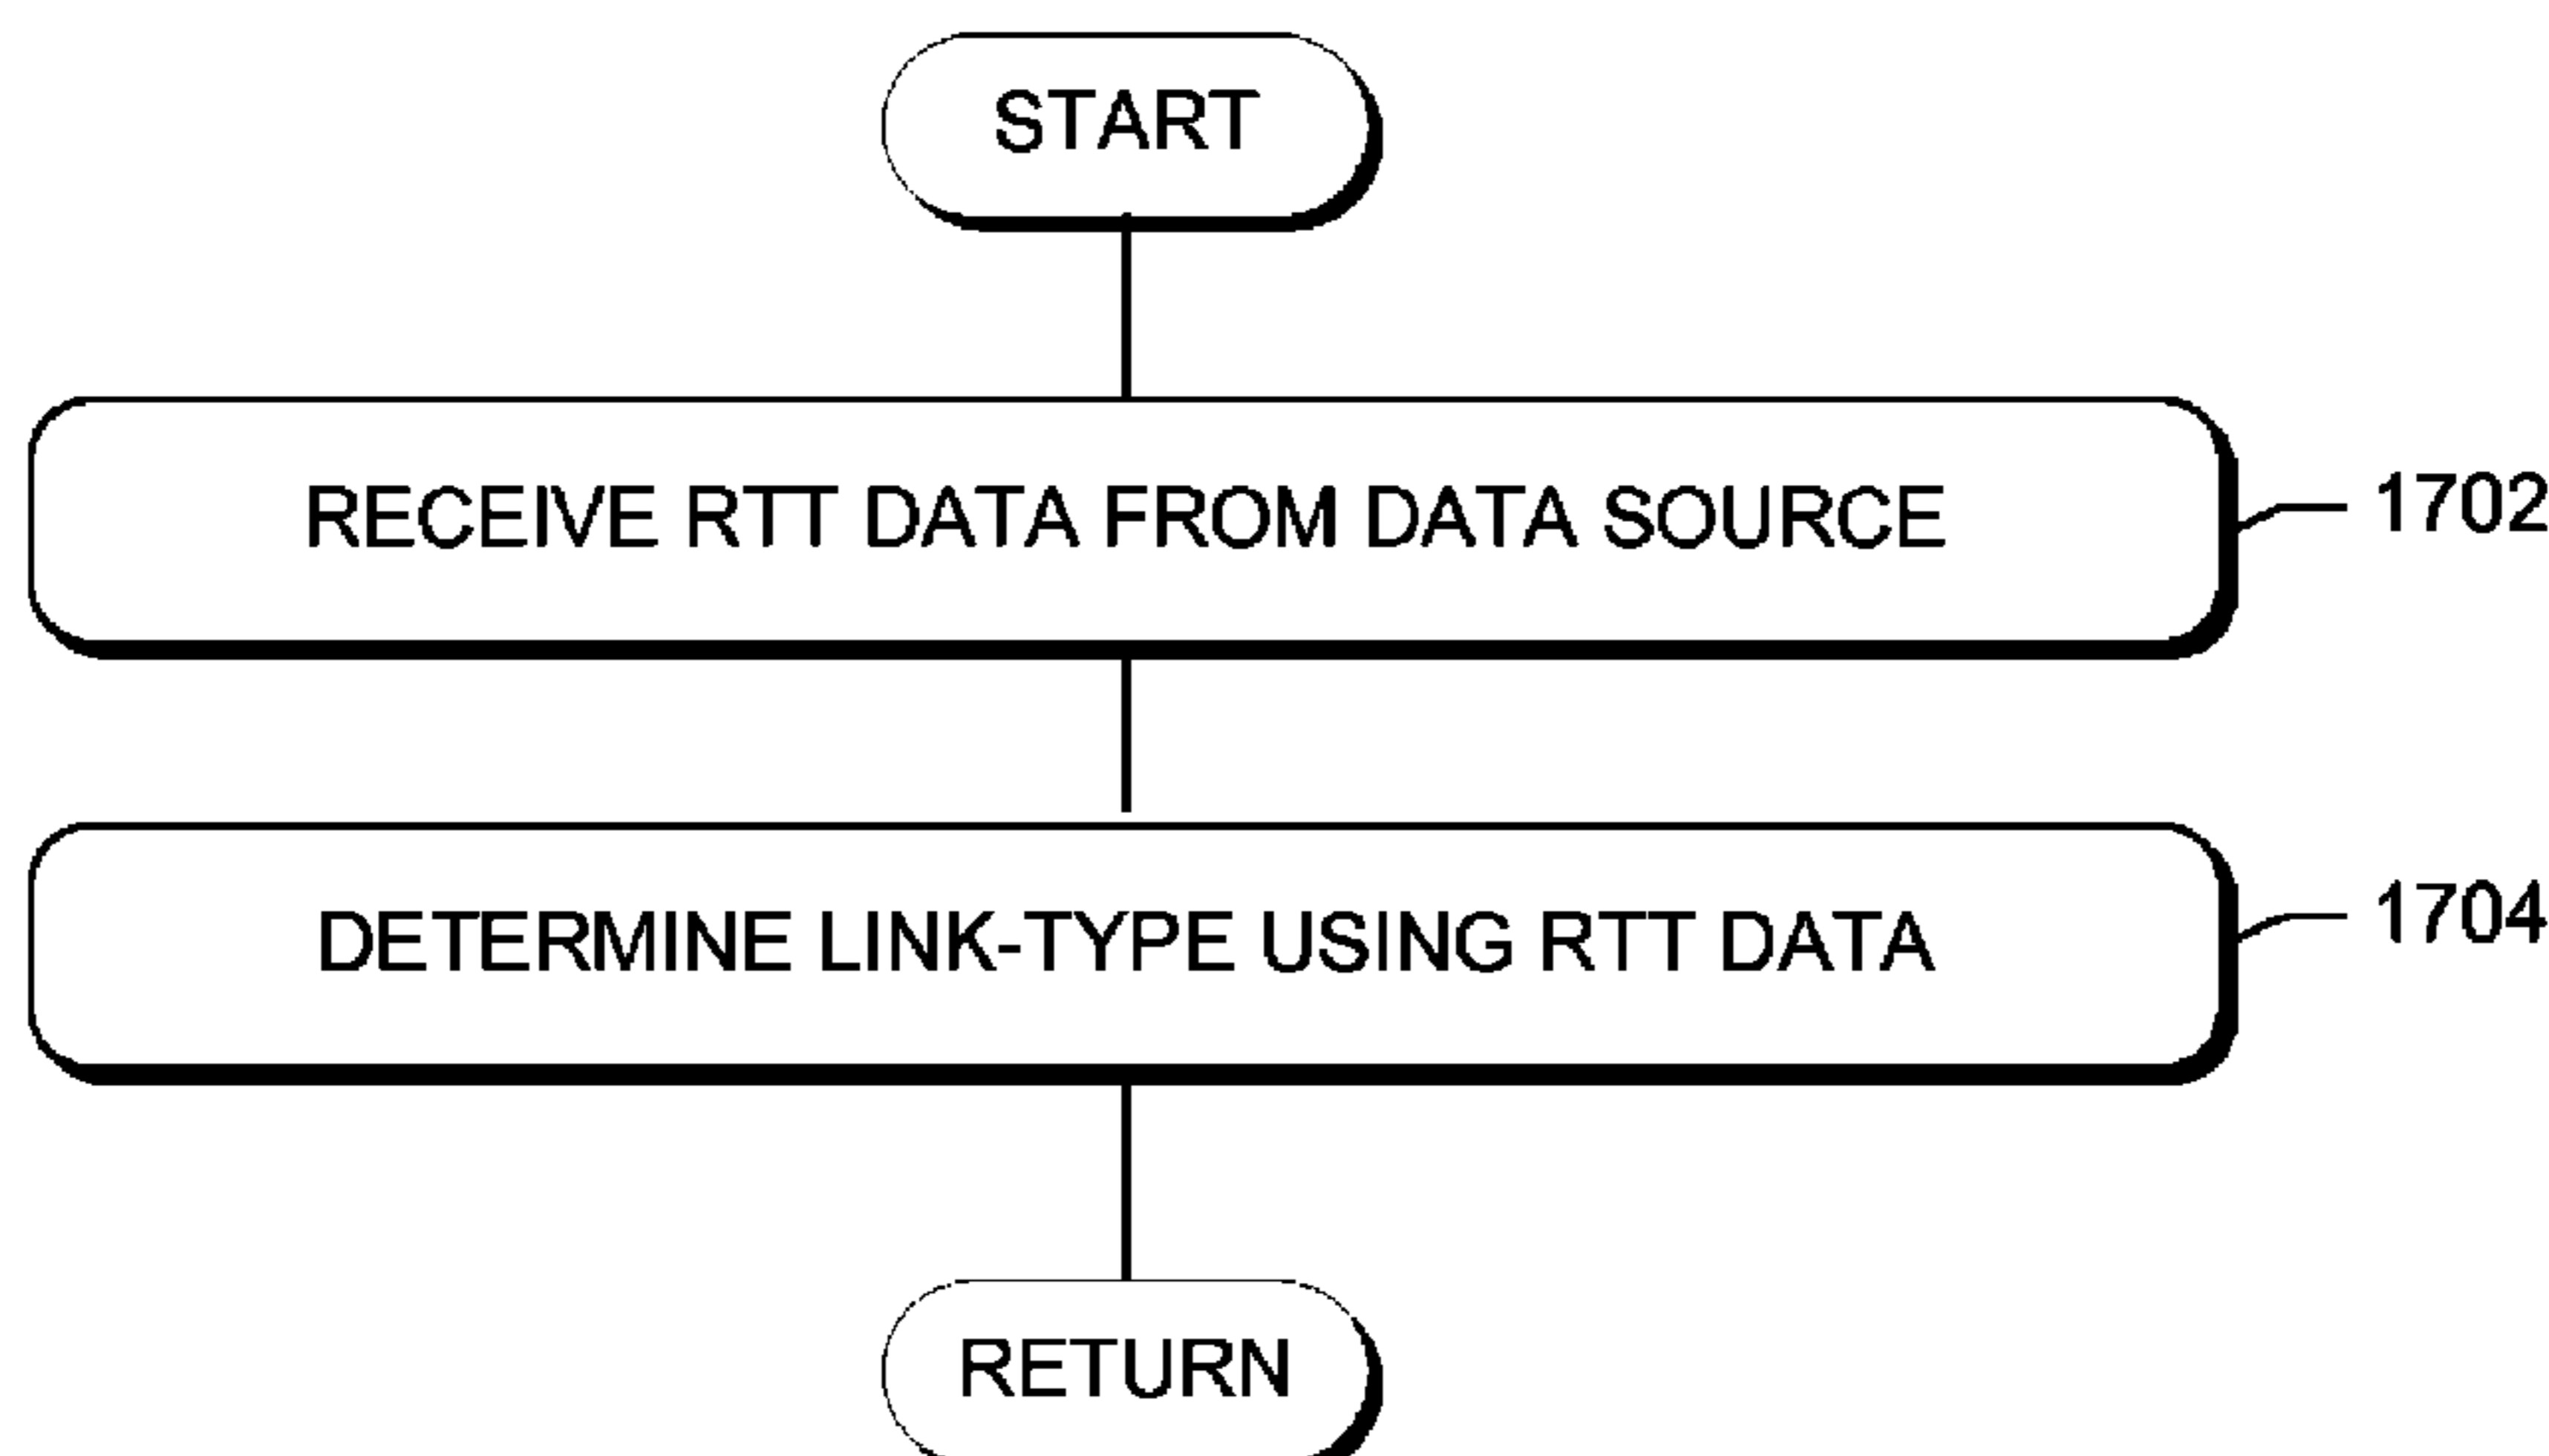 START
RECEIVE RTT DATA FROM DATA SOURCE
1702
DETERMINE LINK-TYPE USING RTT DATA
1704
RETURN